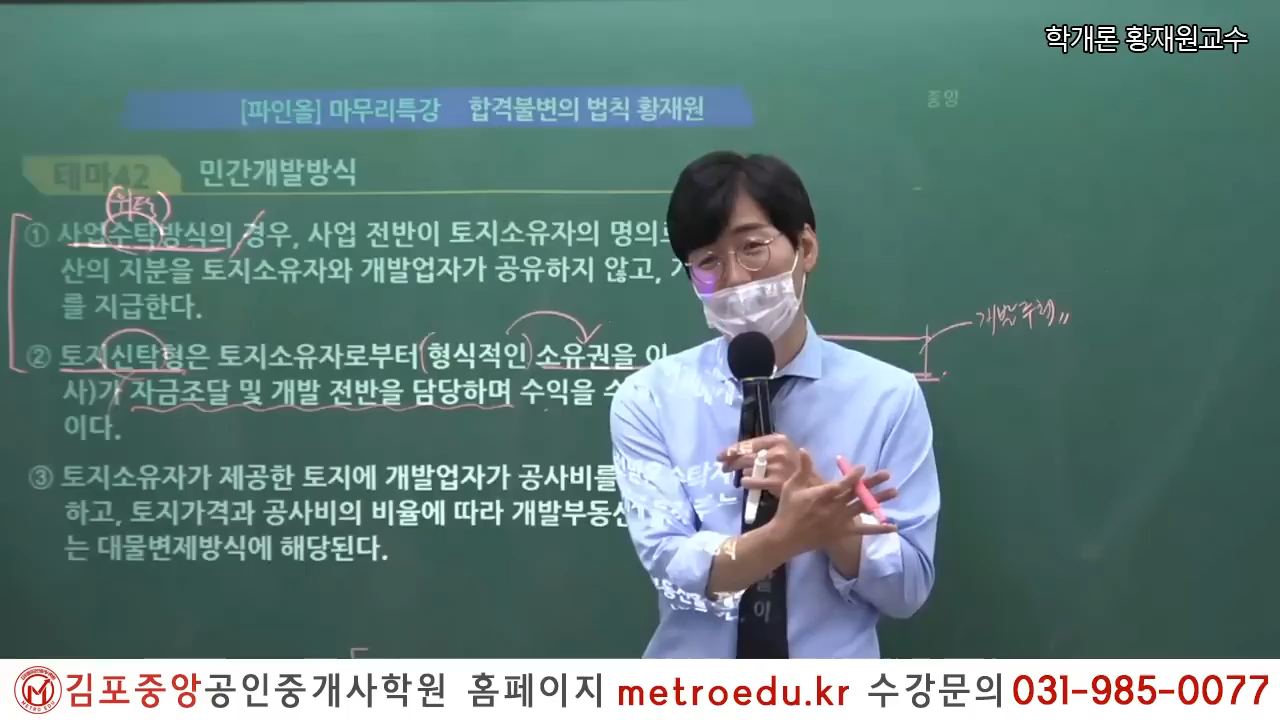 학개론 황재원교수
중앙
[파인올] 마무리특강 합격불변의 법칙 황재원
테마42 민간개발방식
(위탁)
① 사업수탁방식의 경우, 사업 전반이 토지소유자의 명의로
산의 지분을 토지소유자와 개발업자가 공유하지 않고,
를 지급한다.
개발주체
② 토지신탁형은 토지소유자로부터 (형식적인) 소유권을 이
사)가 자금조달 및 개발 전반을 담당하며 수익을 수
이다.
③ 토지소유자가 제공한 토지에 개발업자가 공사비를
하고, 토지가격과 공사비의 비율에 따라 개발부동산
는 대물변제방식에 해당된다.
김포중앙공인중개사학원 홈페이지 metroedu.kr 수강문의 031-985-0077